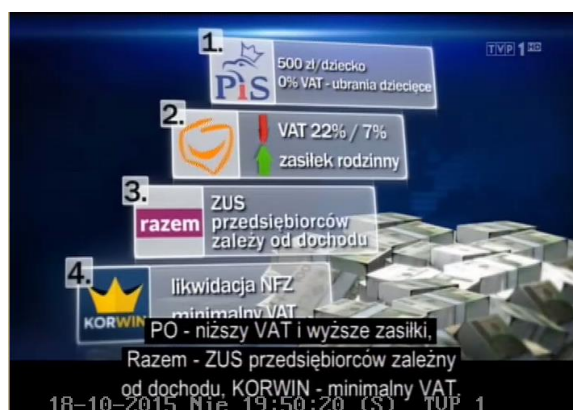 1.
PiS
500 zł/dziecko
0% VAT - ubrania dziecięce
TVP 1 HD
2.
VAT 22% / 7%
zasiłek rodzinny
3.
razem
ZUS
przedsiębiorców
zależy od dochodu
4.
KORWIN
likwidacja NFZ
minimalny VAT
PO - niższy VAT i wyższe zasiłki,
Razem - ZUS przedsiębiorców zależny
od dochodu, KORWIN - minimalny VAT.
18-10-2015 Nie 19:50:20 (S) TVP 1